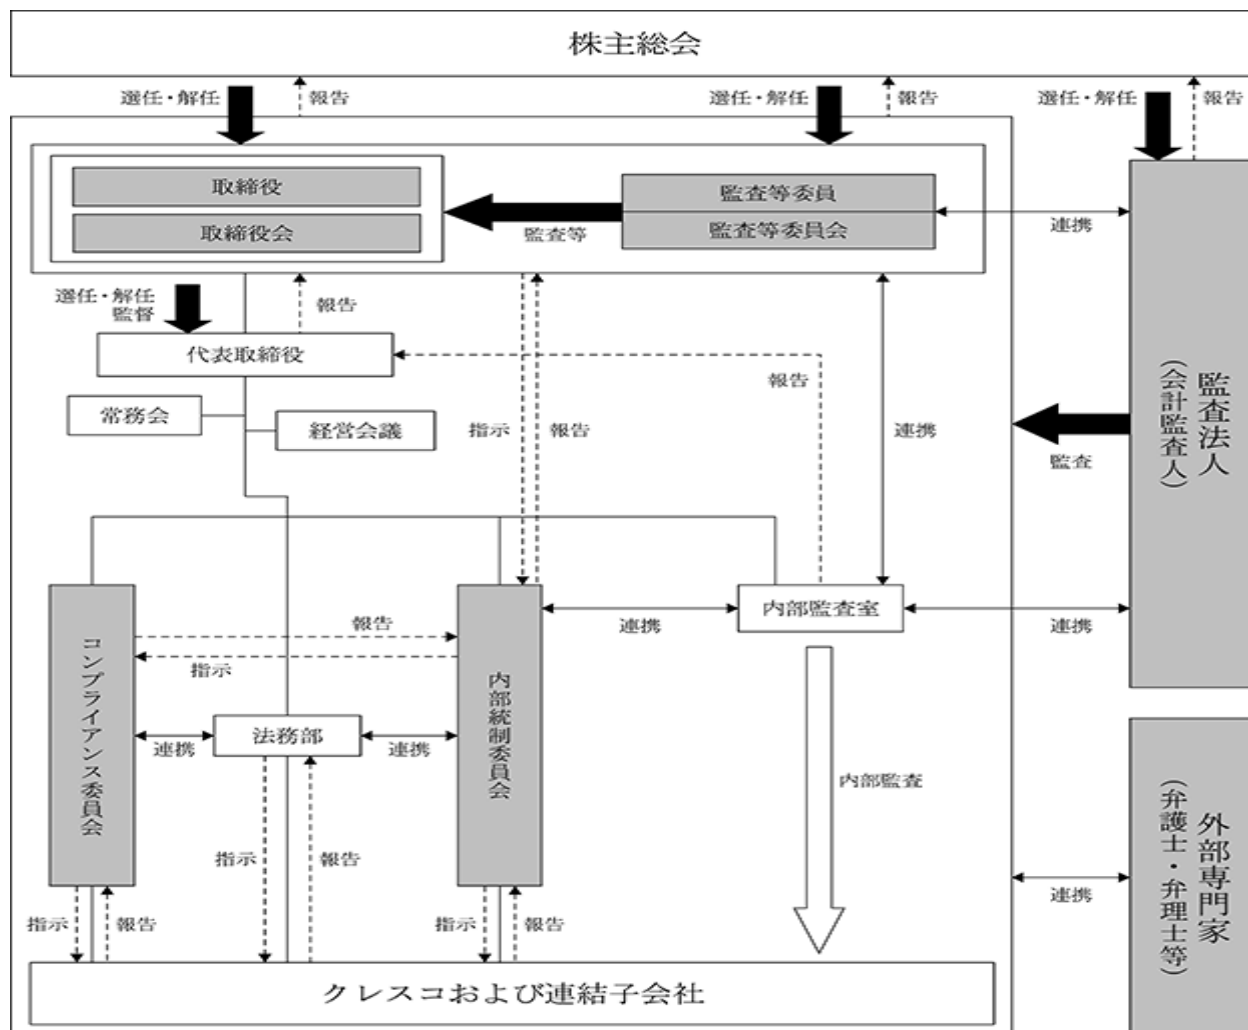 株主総会
選任・解任
報告
選任・解任
報告
選任・解任
報告
取締役
取締役会
監査等
監査等委員
監査等委員会
連携
選任・解任
監督
報告
代表取締役
報告
常務会
経営会議
指示
報告
連携
監査
監査法人
(会計監査人)
コンプライアンス委員会
報告
指示
内部統制委員会
連携
内部監査室
連携
連携
法務部
連携
内部監査
指示
報告
外部専門家
(弁護士・弁理士等)
連携
指示
報告
指示
報告
クレスコおよび連結子会社